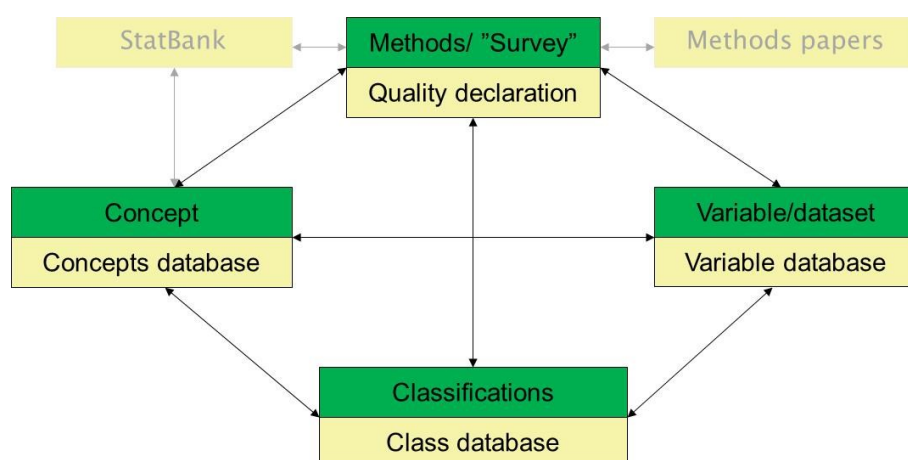 StatBank
Methods/ ”Survey”
Methods papers
Quality declaration
Concept
Variable/dataset
Concepts database
Variable database
Classifications
Class database